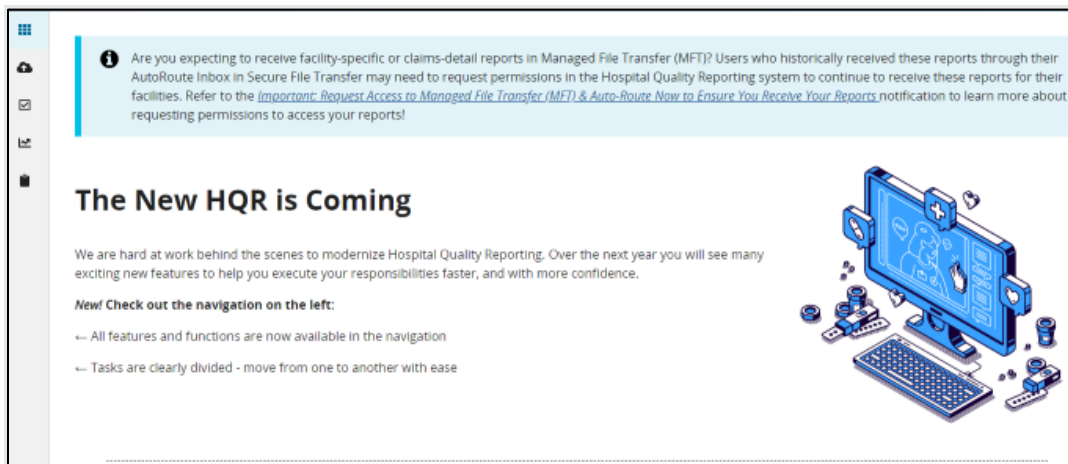 Are you expecting to receive facility-specific or claims-detail reports in Managed File Transfer (MFT)? Users who historically received these reports through their
AutoRoute Inbox in Secure File Transfer may need to request permissions in the Hospital Quality Reporting system to continue to receive these reports for their
facilities. Refer to the Important: Request Access to Managed File Transfer (MFT) & Auto-Route Now to Ensure You Receive Your Reports notification to learn more about
requesting permissions to access your reports!
The New HQR is Coming
We are hard at work behind the scenes to modernize Hospital Quality Reporting. Over the next year you will see many
exciting new features to help you execute your responsibilities faster, and with more confidence.
New! Check out the navigation on the left:
← All features and functions are now available in the navigation
← Tasks are clearly divided - move from one to another with ease